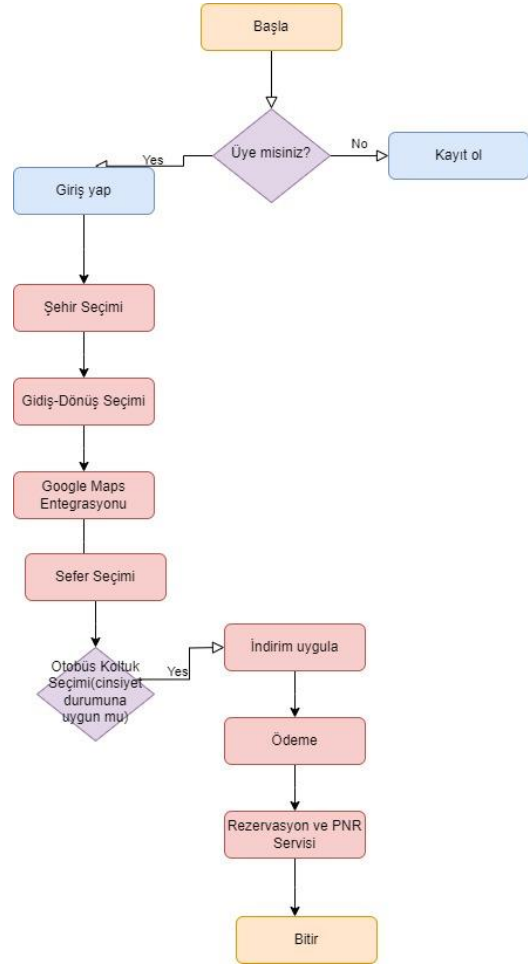 Başla
Üye misiniz?
Yes
No
Kayıt ol
Giriş yap
Şehir Seçimi
Gidiş-Dönüş Seçimi
Google Maps
Entegrasyonu
Sefer Seçimi
Otobüs Koltuk
Seçimi(cinsiyet
durumuna
uygun mu)
Yes
İndirim uygula
Ödeme
Rezervasyon ve PNR
Servisi
Bitir